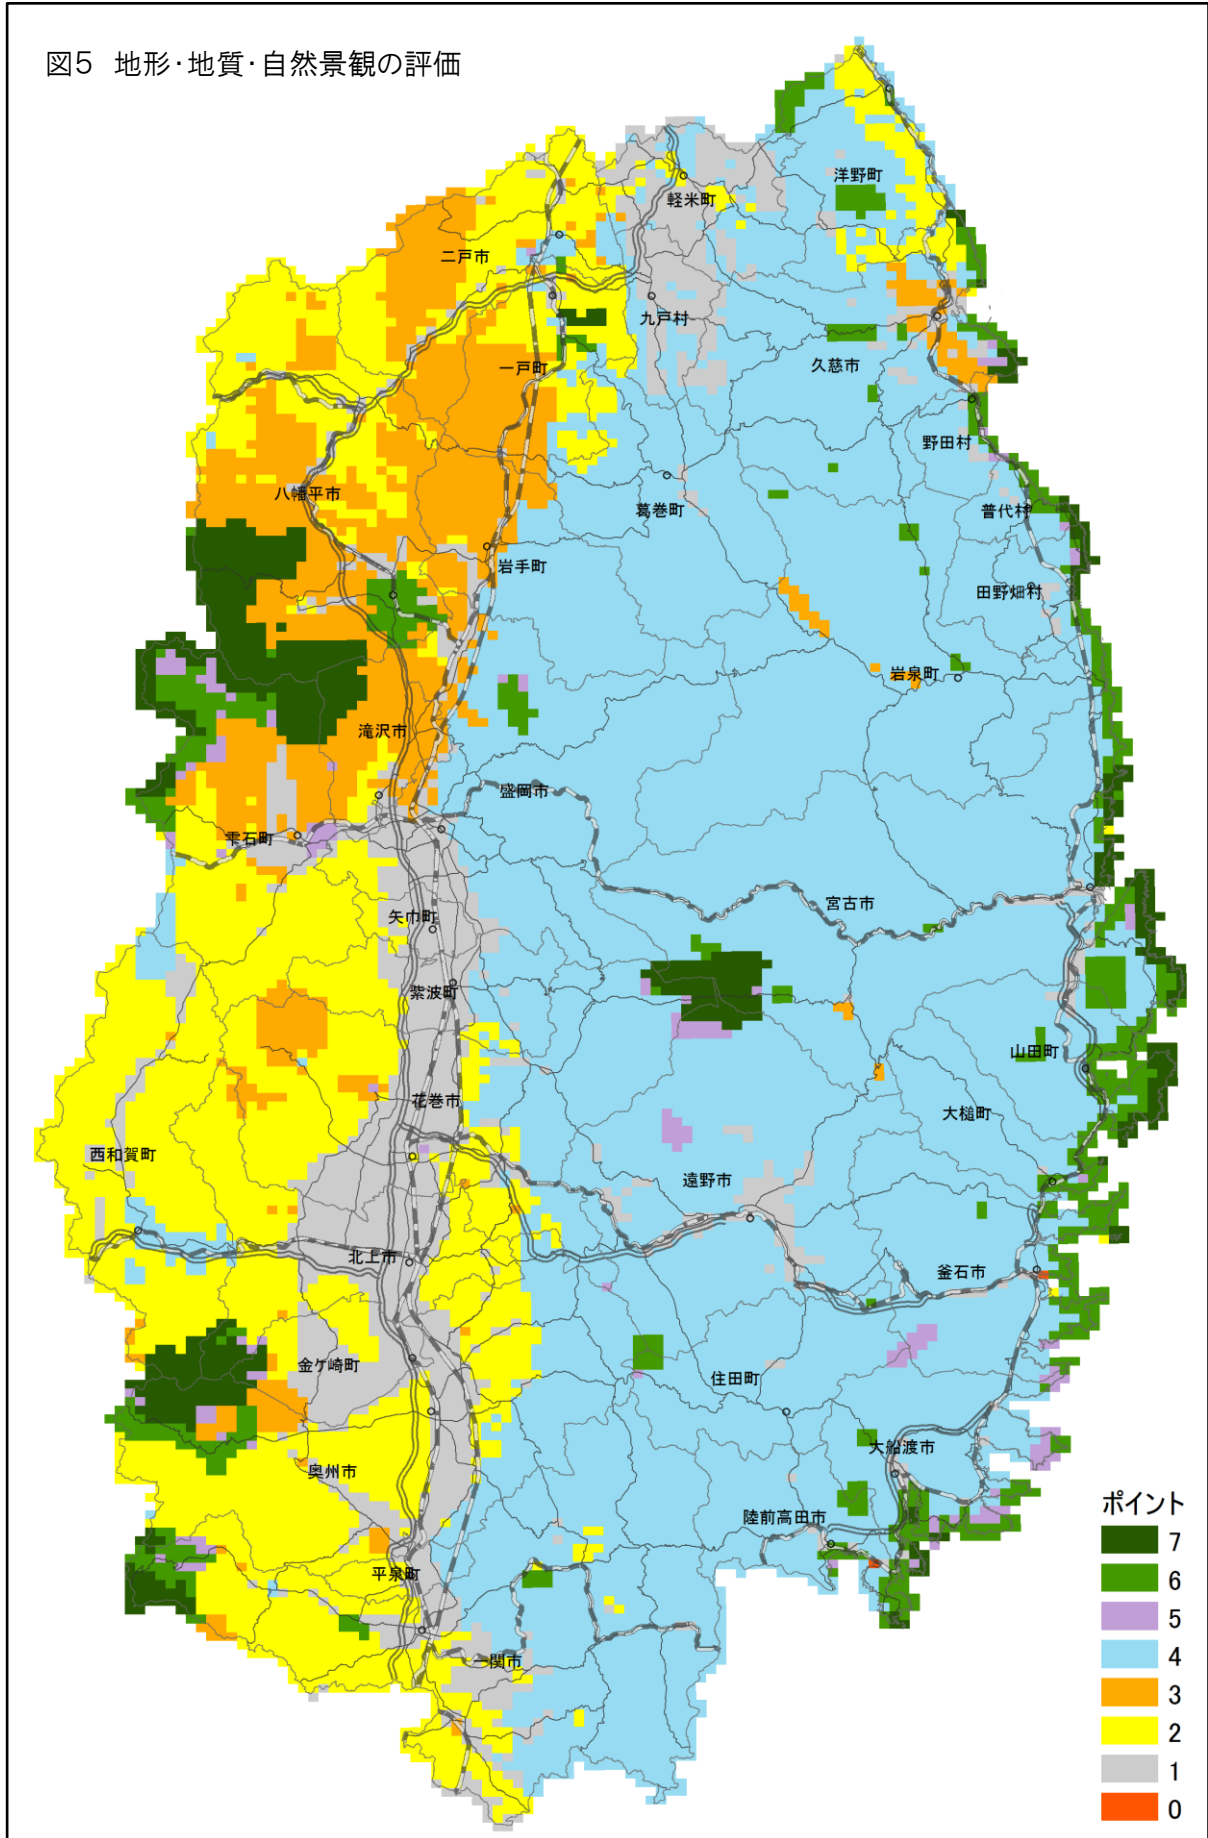 図5 地形・地質・自然景観の評価
洋野町
軽米町
二戸市
九戸村
一戸町
久慈市
野田村
八幡平市
葛巻町
普代村
岩手町
田野畑村
岩泉町
滝沢市
盛岡市
雫石町
宮古市
矢巾町
紫波町
山田町
花巻市
大槌町
西和賀町
遠野市
北上市
釜石市
金ケ崎町
住田町
大船渡市
奥州市
陸前高田市
平泉町
一関市
ポイント
7
6
5
4
3
2
1
0